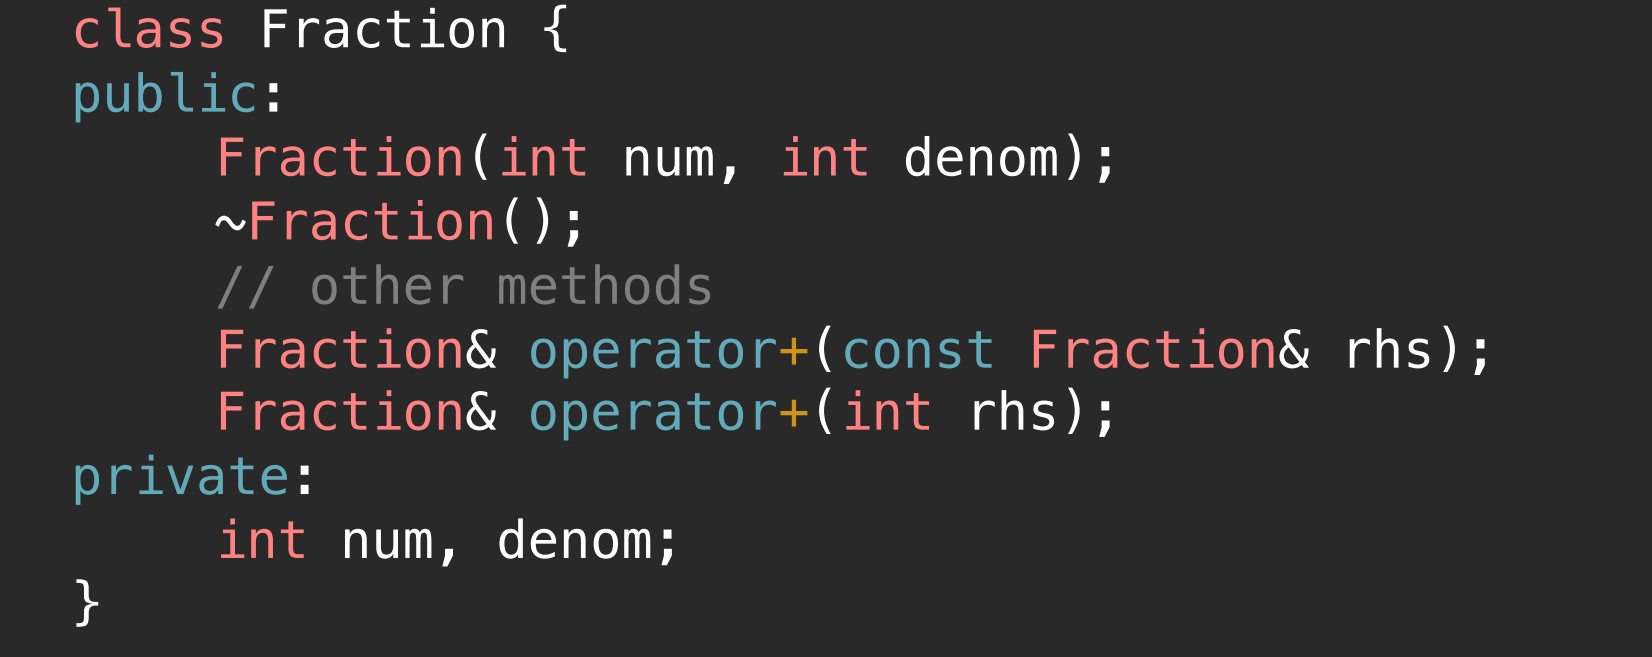 class Fraction {
public:
Fraction(int num, int denom);
~Fraction();
// other methods
Fraction& operator+(const Fraction& rhs);
Fraction& operator+(int rhs);
private:
int num, denom;
}